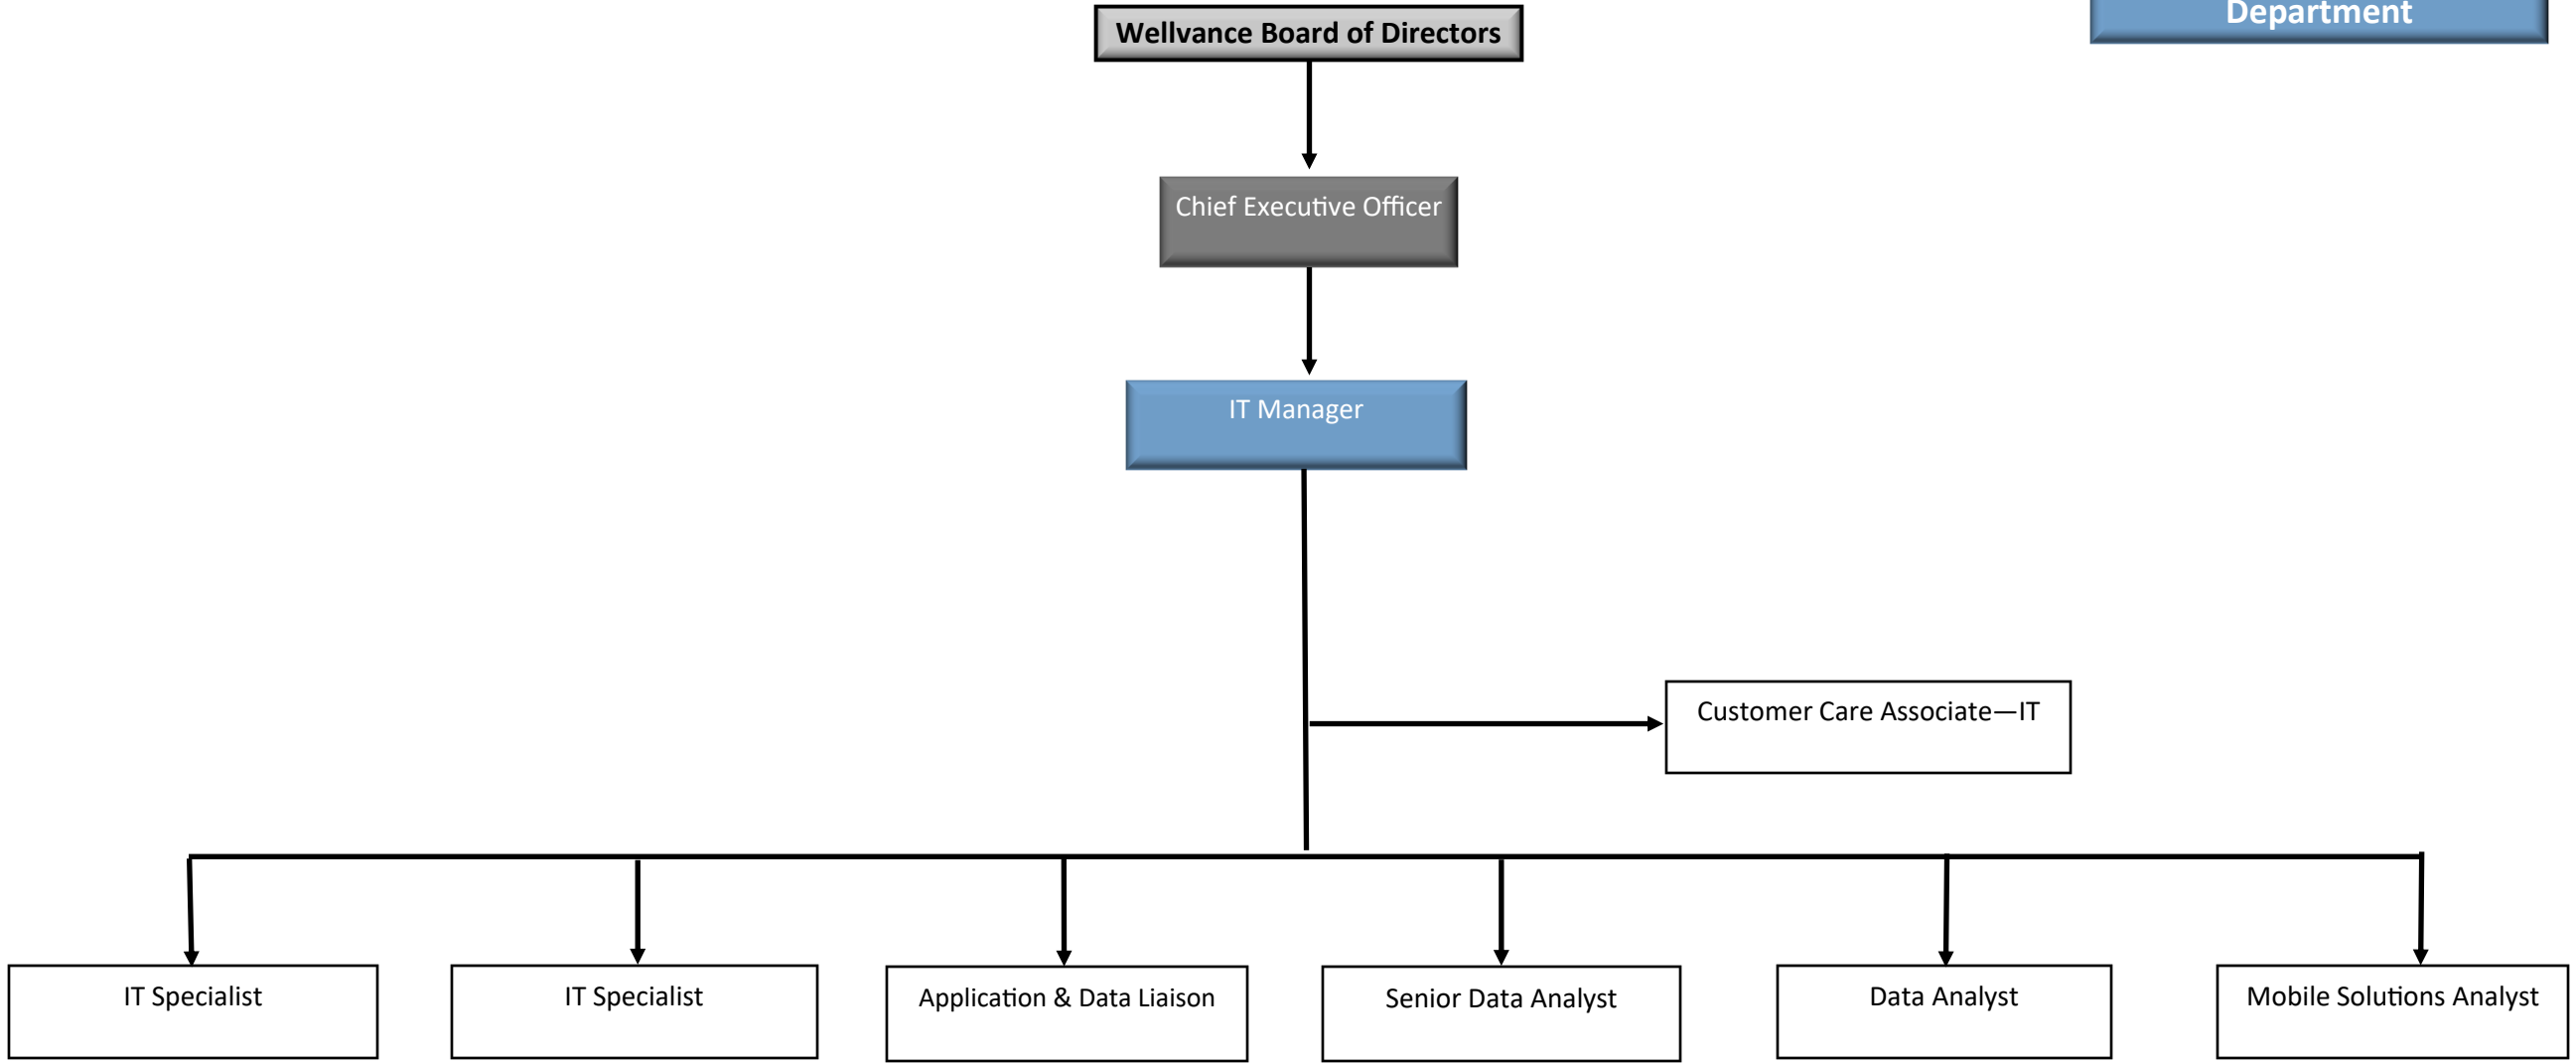 Department
Wellvance Board of Directors
Chief Executive Officer
IT Manager
Customer Care Associate—IT
IT Specialist
IT Specialist
Application & Data Liaison
Senior Data Analyst
Data Analyst
Mobile Solutions Analyst